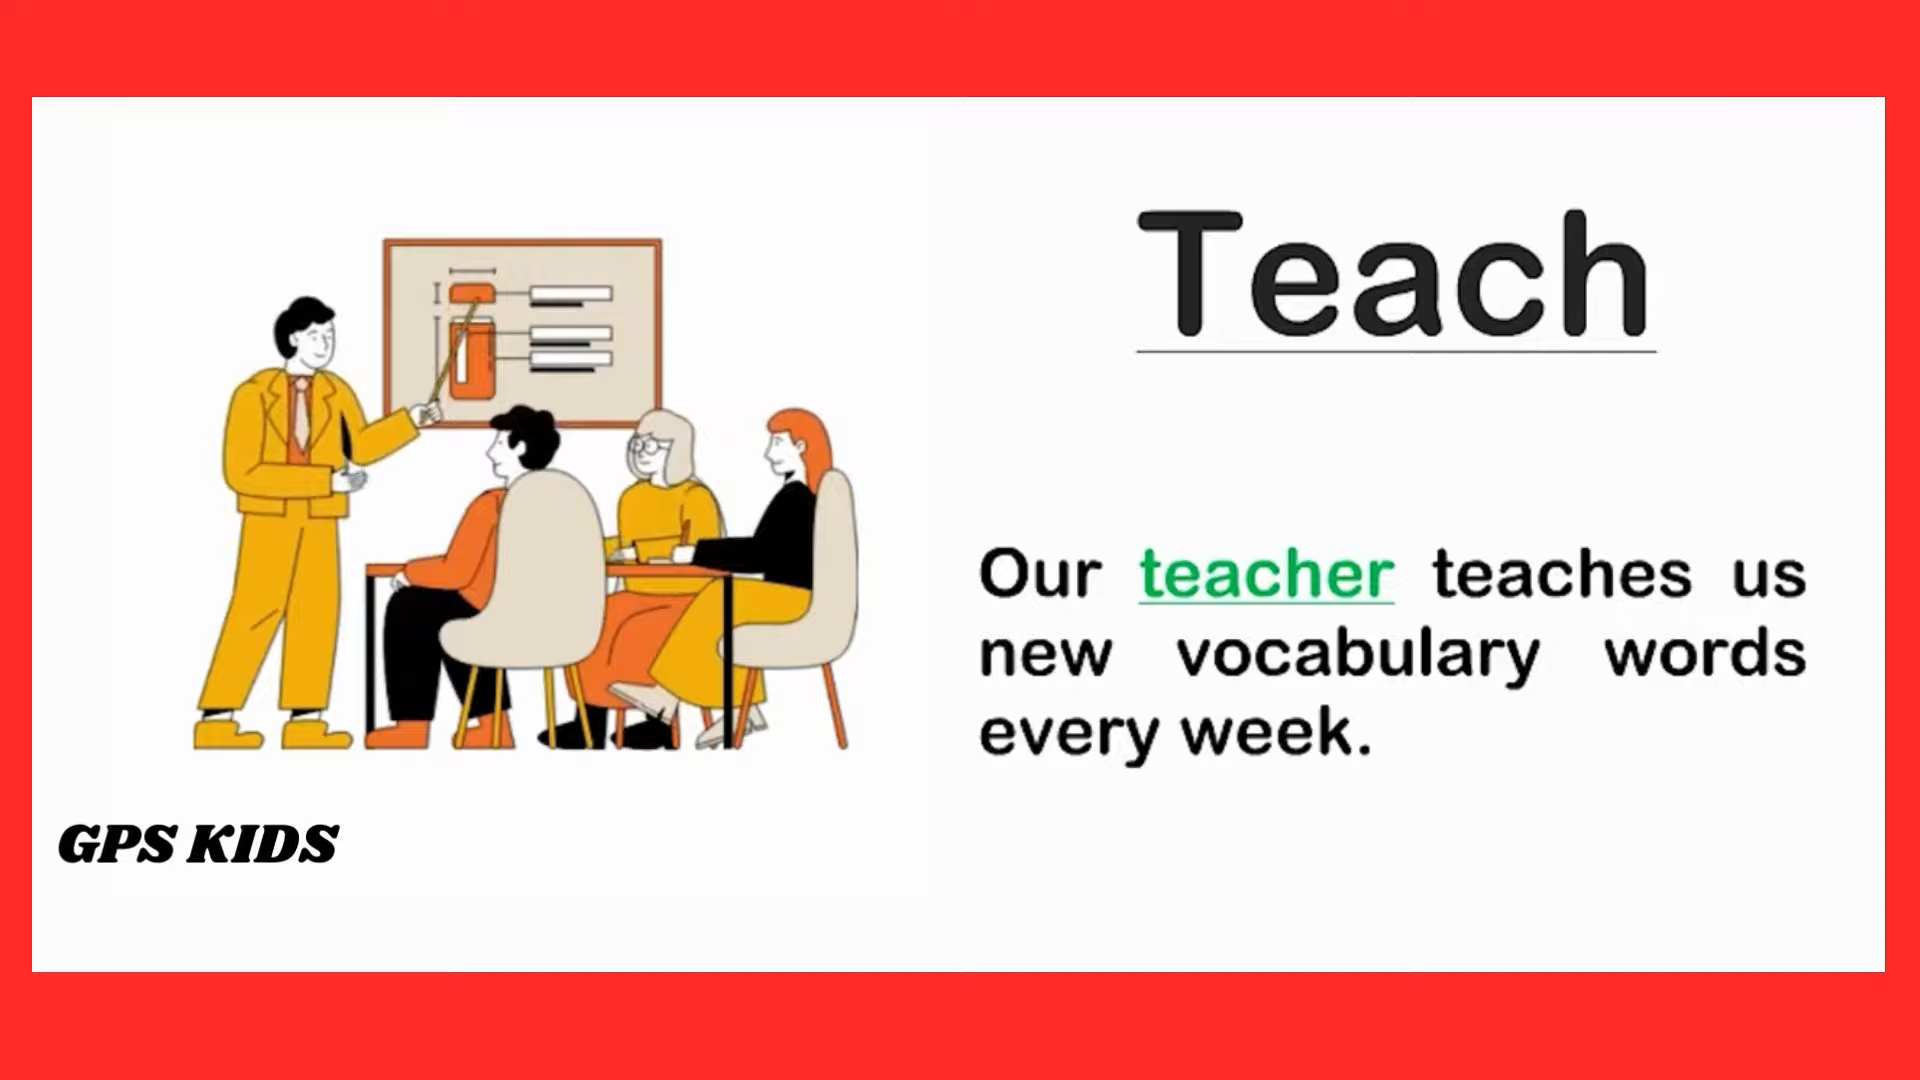 Teach
Our teacher teaches us
new vocabulary words
every week.
GPS KIDS